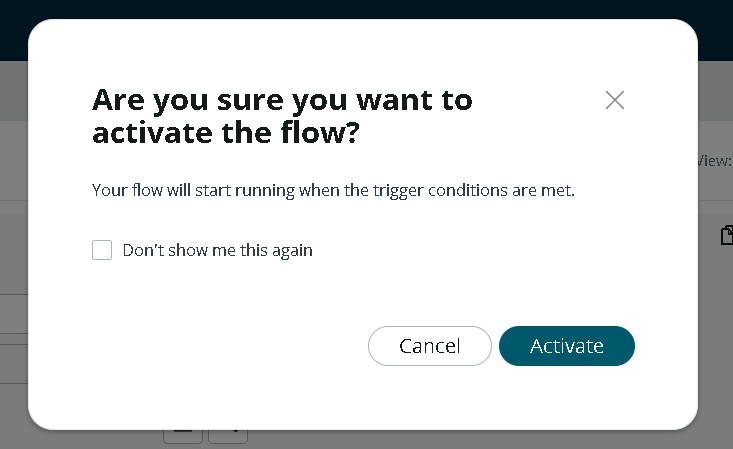 Are you sure you want to
activate the flow?
View:
Your flow will start running when the trigger conditions are met.
Don't show me this again
Cancel
Activate